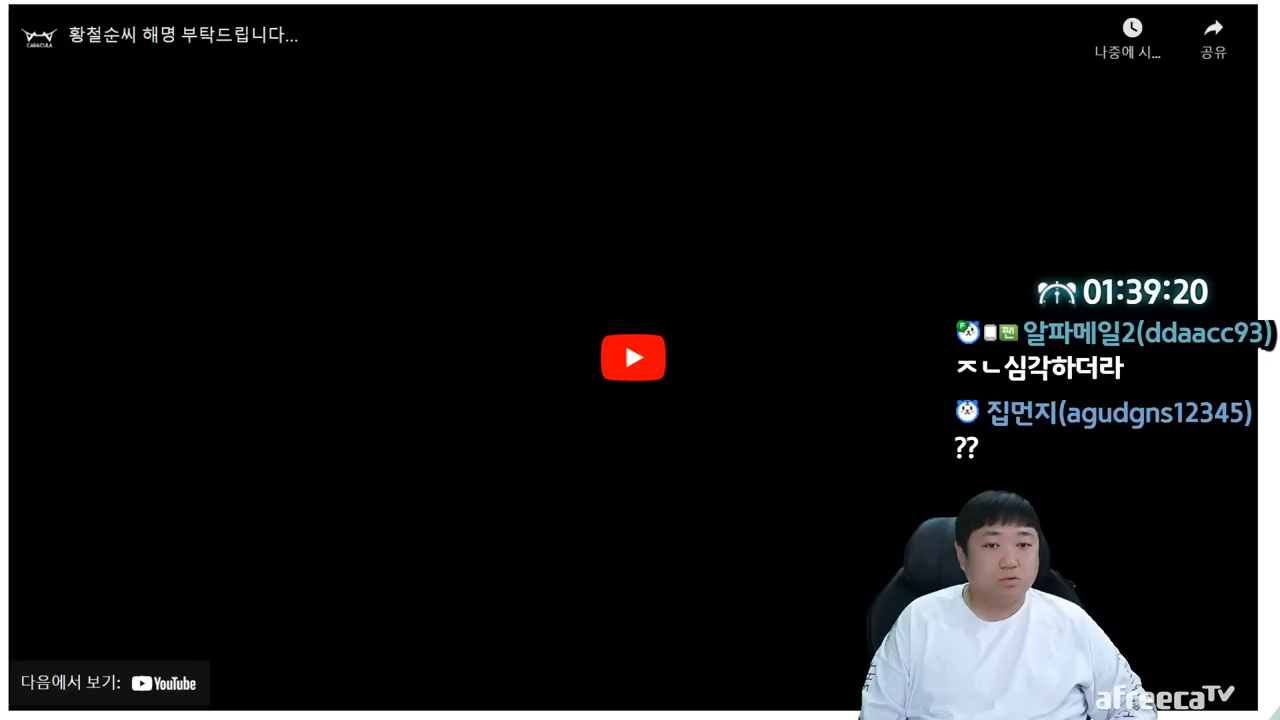 황철순씨 해명 부탁드립니다...
CARACULA
나중에 시...
공유
01:39:20
F 팬 알파메일2(ddaacc93)
ㅈㄴ심각하더라
집먼지(agudgns12345)
??
다음에서 보기: YouTube
afreecaTV